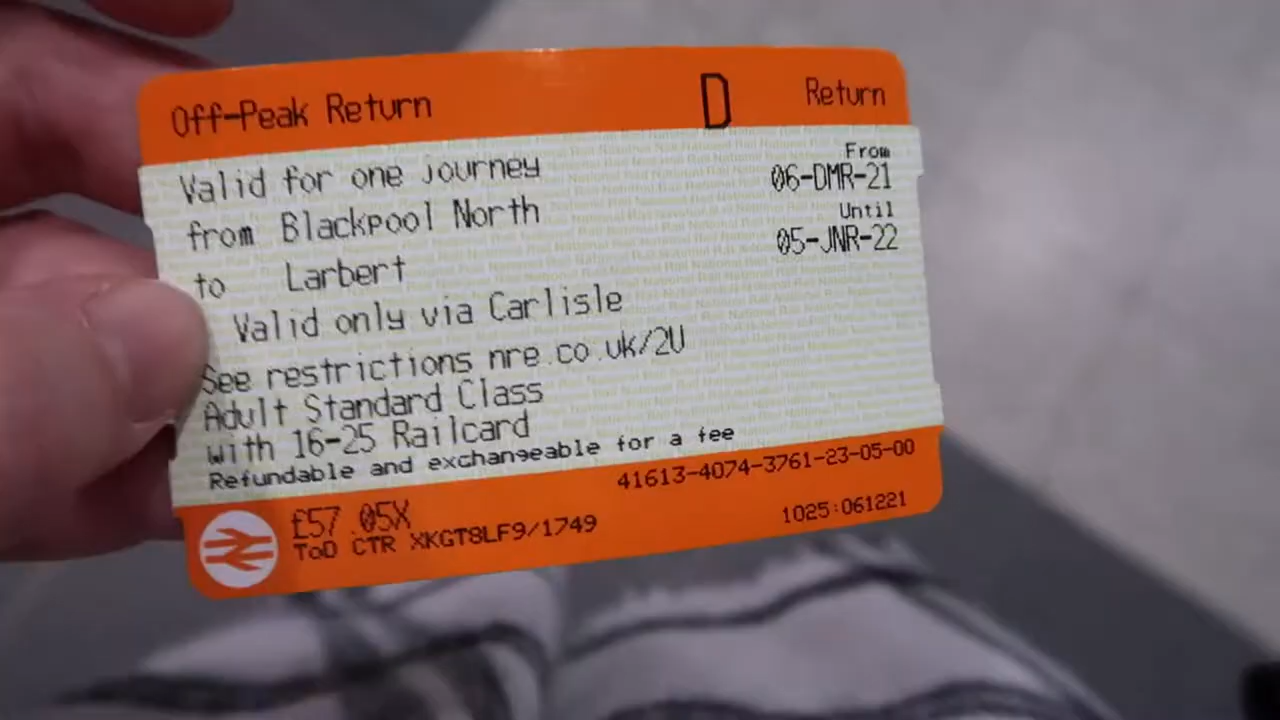 Off-Peak Return D Return
Valid for one journey
from Blackpool North
to Larbert
Valid only via Carlisle
See restrictions nre.co.uk/2U
Adult Standard Class
with 16-25 Railcard
Refundable and exchangeable for a fee
From
06-DMR-21
Until
05-JNR-22
41613-4074-3761-23-05-00
£57.05X
ToD CTR XKGT8LF9/1749
1025:061221